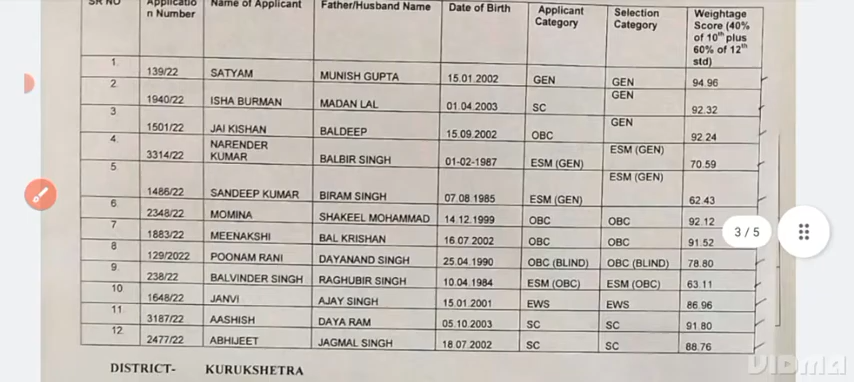 SR NO Applicatio n Number Name of Applicant Father/Husband Name Date of Birth Applicant Category Selection Category Weightage Score (40% of 10th plus 60% of 12th std)
1. 139/22 SATYAM MUNISH GUPTA 15.01.2002 GEN GEN 94.96
2. 1940/22 ISHA BURMAN MADAN LAL 01.04.2003 SC GEN 92.32
3. 1501/22 JAI KISHAN BALDEEP 15.09.2002 OBC GEN 92.24
4. 3314/22 NARENDER KUMAR BALBIR SINGH 01-02-1987 ESM (GEN) ESM (GEN) 70.59
5. 1486/22 SANDEEP KUMAR BIRAM SINGH 07.08.1985 ESM (GEN) ESM (GEN) 62.43
6. 2348/22 MOMINA SHAKEEL MOHAMMAD 14.12.1999 OBC OBC 92.12
7 1883/22 MEENAKSHI BAL KRISHAN 16.07.2002 OBC OBC 91.52
8 129/2022 POONAM RANI DAYANAND SINGH 25.04.1990 OBC (BLIND) OBC (BLIND) 78.80
9. 238/22 BALVINDER SINGH RAGHUBIR SINGH 10.04.1984 ESM (OBC) ESM (OBC) 63.11
10 1648/22 JANVI AJAY SINGH 15.01.2001 EWS EWS 86.96
11. 3187/22 AASHISH DAYA RAM 05.10.2003 SC SC 91.80
12. 2477/22 ABHIJEET JAGMAL SINGH 18.07.2002 SC SC 88.76
3 / 5
DISTRICT- KURUKSHETRA
VIDMA